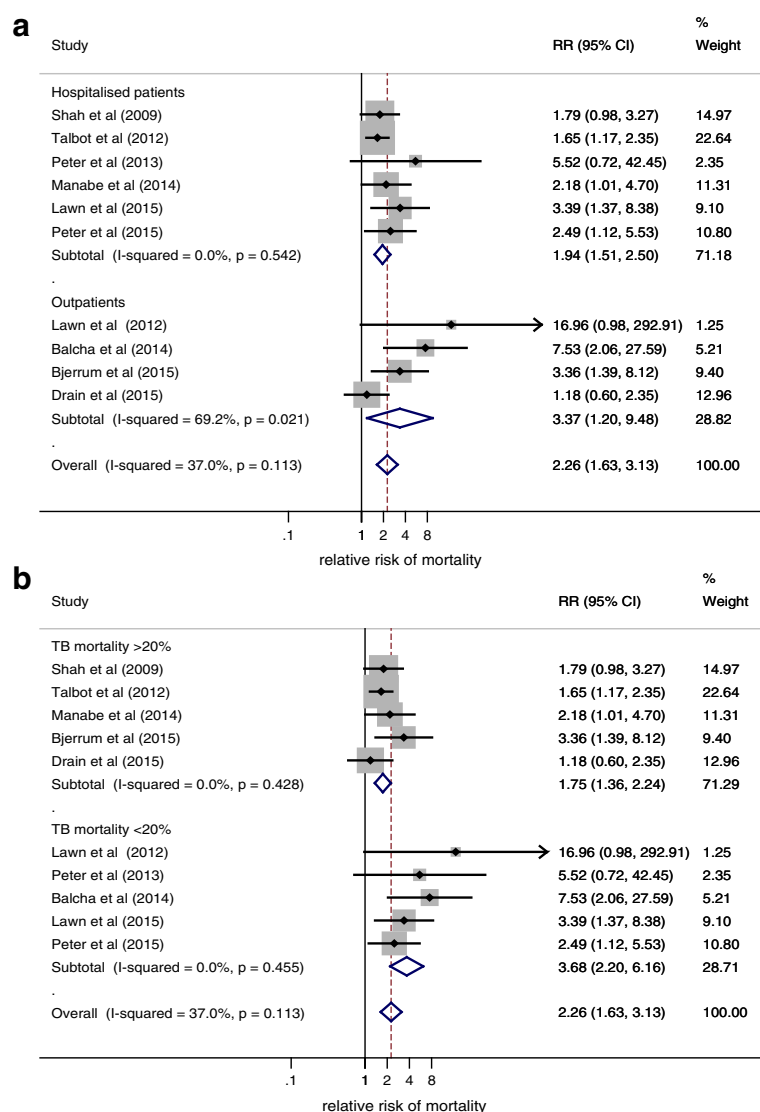 a
%
Study RR (95% CI) Weight
Hospitalised patients
Shah et al (2009) 1.79 (0.98, 3.27) 14.97
Talbot et al (2012) 1.65 (1.17, 2.35) 22.64
Peter et al (2013) 5.52 (0.72, 42.45) 2.35
Manabe et al (2014) 2.18 (1.01, 4.70) 11.31
Lawn et al (2015) 3.39 (1.37, 8.38) 9.10
Peter et al (2015) 2.49 (1.12, 5.53) 10.80
Subtotal (I-squared = 0.0%, p = 0.542) 1.94 (1.51, 2.50) 71.18
.
Outpatients
Lawn et al (2012) 16.96 (0.98, 292.91) 1.25
Balcha et al (2014) 7.53 (2.06, 27.59) 5.21
Bjerrum et al (2015) 3.36 (1.39, 8.12) 9.40
Drain et al (2015) 1.18 (0.60, 2.35) 12.96
Subtotal (I-squared = 69.2%, p = 0.021) 3.37 (1.20, 9.48) 28.82
.
Overall (I-squared = 37.0%, p = 0.113) 2.26 (1.63, 3.13) 100.00
.1 1 2 4 8
relative risk of mortality
b
%
Study RR (95% CI) Weight
TB mortality >20%
Shah et al (2009) 1.79 (0.98, 3.27) 14.97
Talbot et al (2012) 1.65 (1.17, 2.35) 22.64
Manabe et al (2014) 2.18 (1.01, 4.70) 11.31
Bjerrum et al (2015) 3.36 (1.39, 8.12) 9.40
Drain et al (2015) 1.18 (0.60, 2.35) 12.96
Subtotal (I-squared = 0.0%, p = 0.428) 1.75 (1.36, 2.24) 71.29
.
TB mortality <20%
Lawn et al (2012) 16.96 (0.98, 292.91) 1.25
Peter et al (2013) 5.52 (0.72, 42.45) 2.35
Balcha et al (2014) 7.53 (2.06, 27.59) 5.21
Lawn et al (2015) 3.39 (1.37, 8.38) 9.10
Peter et al (2015) 2.49 (1.12, 5.53) 10.80
Subtotal (I-squared = 0.0%, p = 0.455) 3.68 (2.20, 6.16) 28.71
.
Overall (I-squared = 37.0%, p = 0.113) 2.26 (1.63, 3.13) 100.00
.1 1 2 4 8
relative risk of mortality